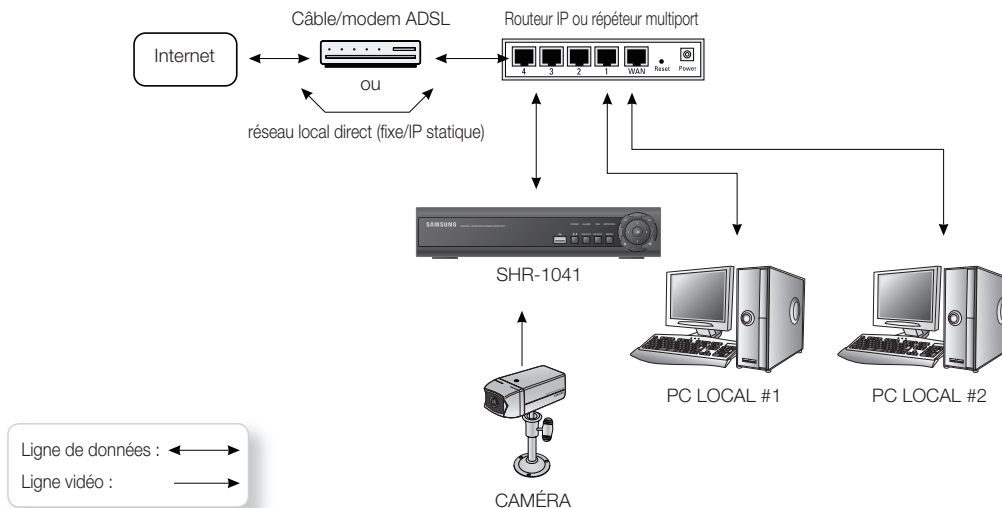 Câble/modem ADSL
Routeur IP ou répéteur multiport
Internet
ou
4 3 2 1 WAN Reset Power
réseau local direct (fixe/IP statique)
SAMSUNG
SHR-1041
PC LOCAL #1
PC LOCAL #2
Ligne de données :
Ligne vidéo :
CAMÉRA